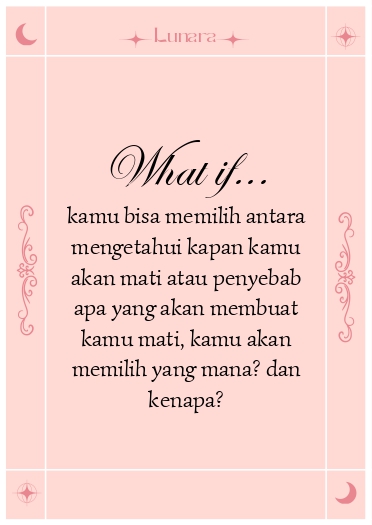 Lunara
What if...
kamu bisa memilih antara
mengetahui kapan kamu
akan mati atau penyebab
apa yang akan membuat
kamu mati, kamu akan
memilih yang mana? dan
kenapa?